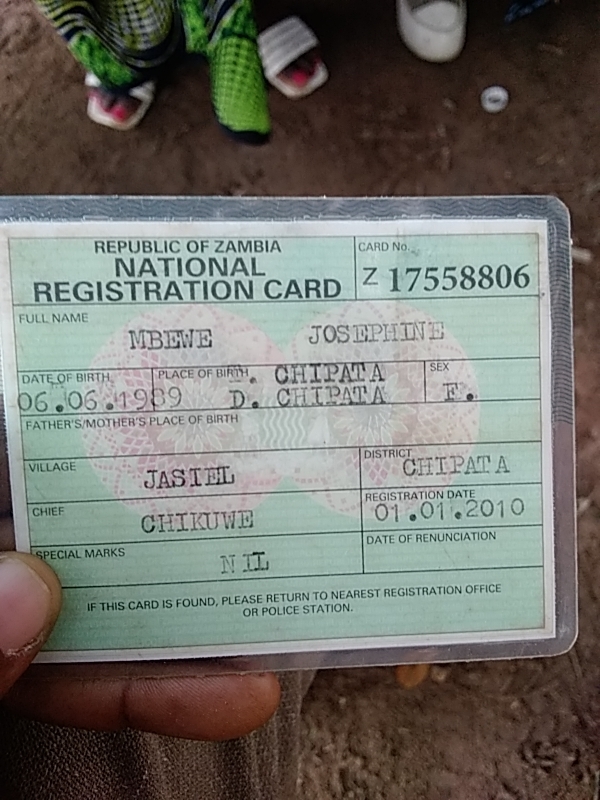 REPUBLIC OF ZAMBIA
NATIONAL
REGISTRATION CARD
CARD No.
Z 17558806
FULL NAME
MBEWE JOSEPHINE
DATE OF BIRTH
06.06.1989
PLACE OF BIRTH
T. CHIPATA
D. CHIPATA
SEX
F.
FATHER'S/MOTHER'S PLACE OF BIRTH
VILLAGE
JASIEL
DISTRICT
CHIPATA
CHIEF
CHIKUWE
REGISTRATION DATE
01.01.2010
SPECIAL MARKS
NIL
DATE OF RENUNCIATION
IF THIS CARD IS FOUND, PLEASE RETURN TO NEAREST REGISTRATION OFFICE
OR POLICE STATION.